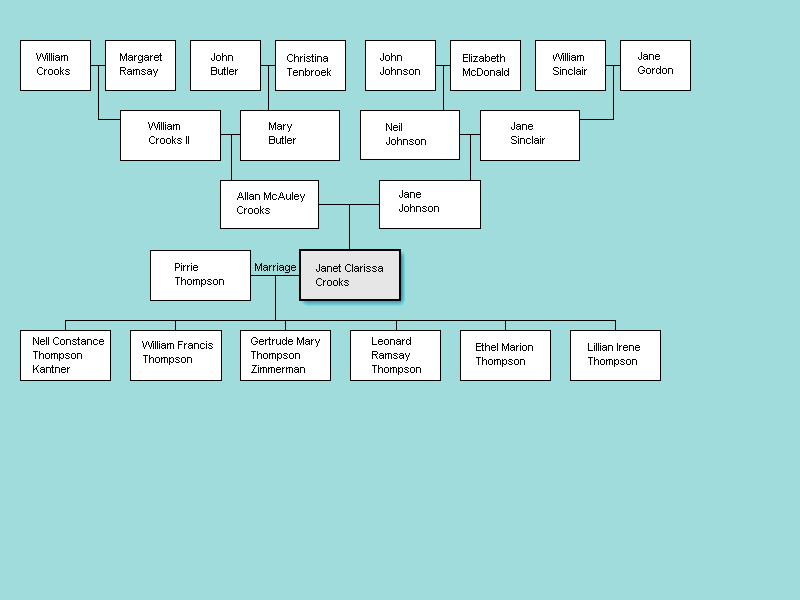 William
Crooks
Margaret
Ramsay
John
Butler
Christina
Tenbroek
John
Johnson
Elizabeth
McDonald
William
Sinclair
Jane
Gordon
William
Crooks II
Mary
Butler
Neil
Johnson
Jane
Sinclair
Allan McAuley
Crooks
Jane
Johnson
Pirrie
Thompson
Marriage
Janet Clarissa
Crooks
Nell Constance
Thompson
Kantner
William Francis
Thompson
Gertrude Mary
Thompson
Zimmerman
Leonard
Ramsay
Thompson
Ethel Marion
Thompson
Lillian Irene
Thompson